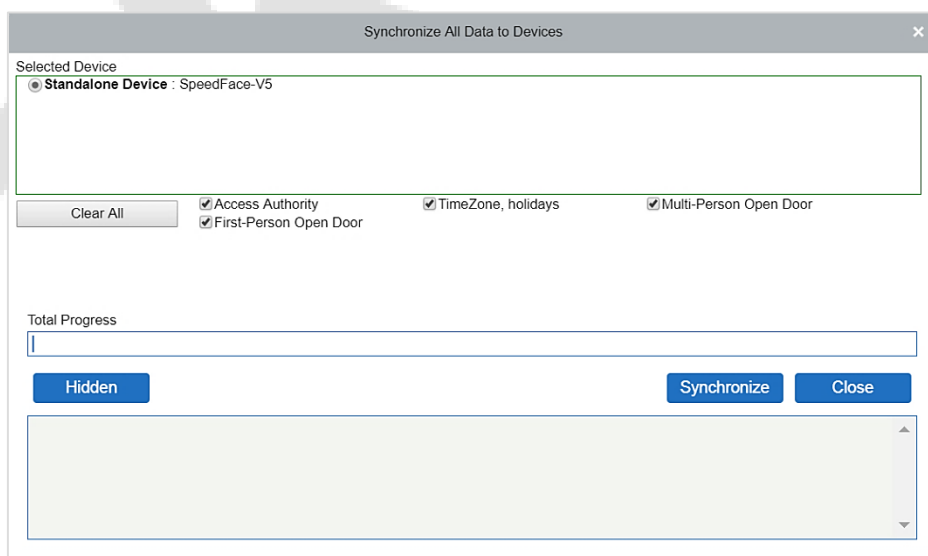 Synchronize All Data to Devices
Selected Device
Standalone Device : SpeedFace-V5
Clear All
Access Authority
TimeZone, holidays
Multi-Person Open Door
First-Person Open Door
Total Progress
Hidden
Synchronize
Close